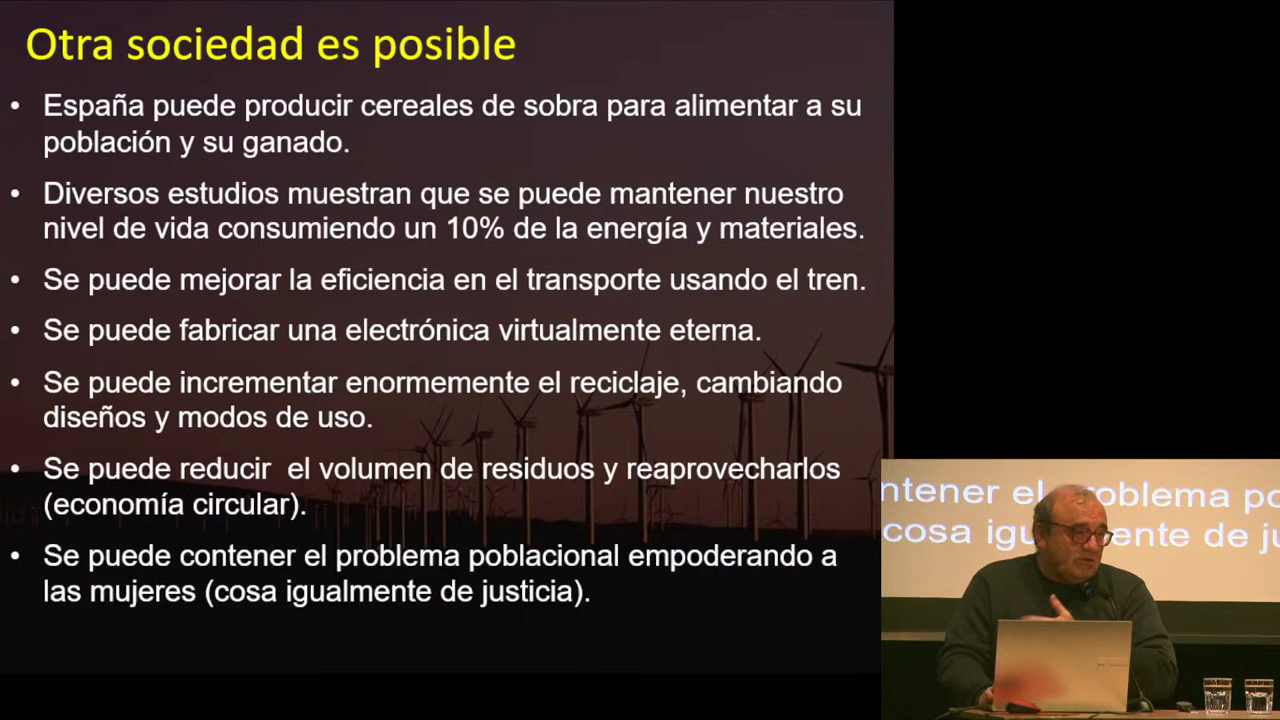 Otra sociedad es posible
• España puede producir cereales de sobra para alimentar a su
población y su ganado.
• Diversos estudios muestran que se puede mantener nuestro
nivel de vida consumiendo un 10% de la energía y materiales.
• Se puede mejorar la eficiencia en el transporte usando el tren.
• Se puede fabricar una electrónica virtualmente eterna.
• Se puede incrementar enormemente el reciclaje, cambiando
diseños y modos de uso.
• Se puede reducir  el volumen de residuos y reaprovecharlos
(economía circular).
• Se puede contener el problema poblacional empoderando a
las mujeres (cosa igualmente de justicia).
ntener el problema po
cosa igu ente de ju